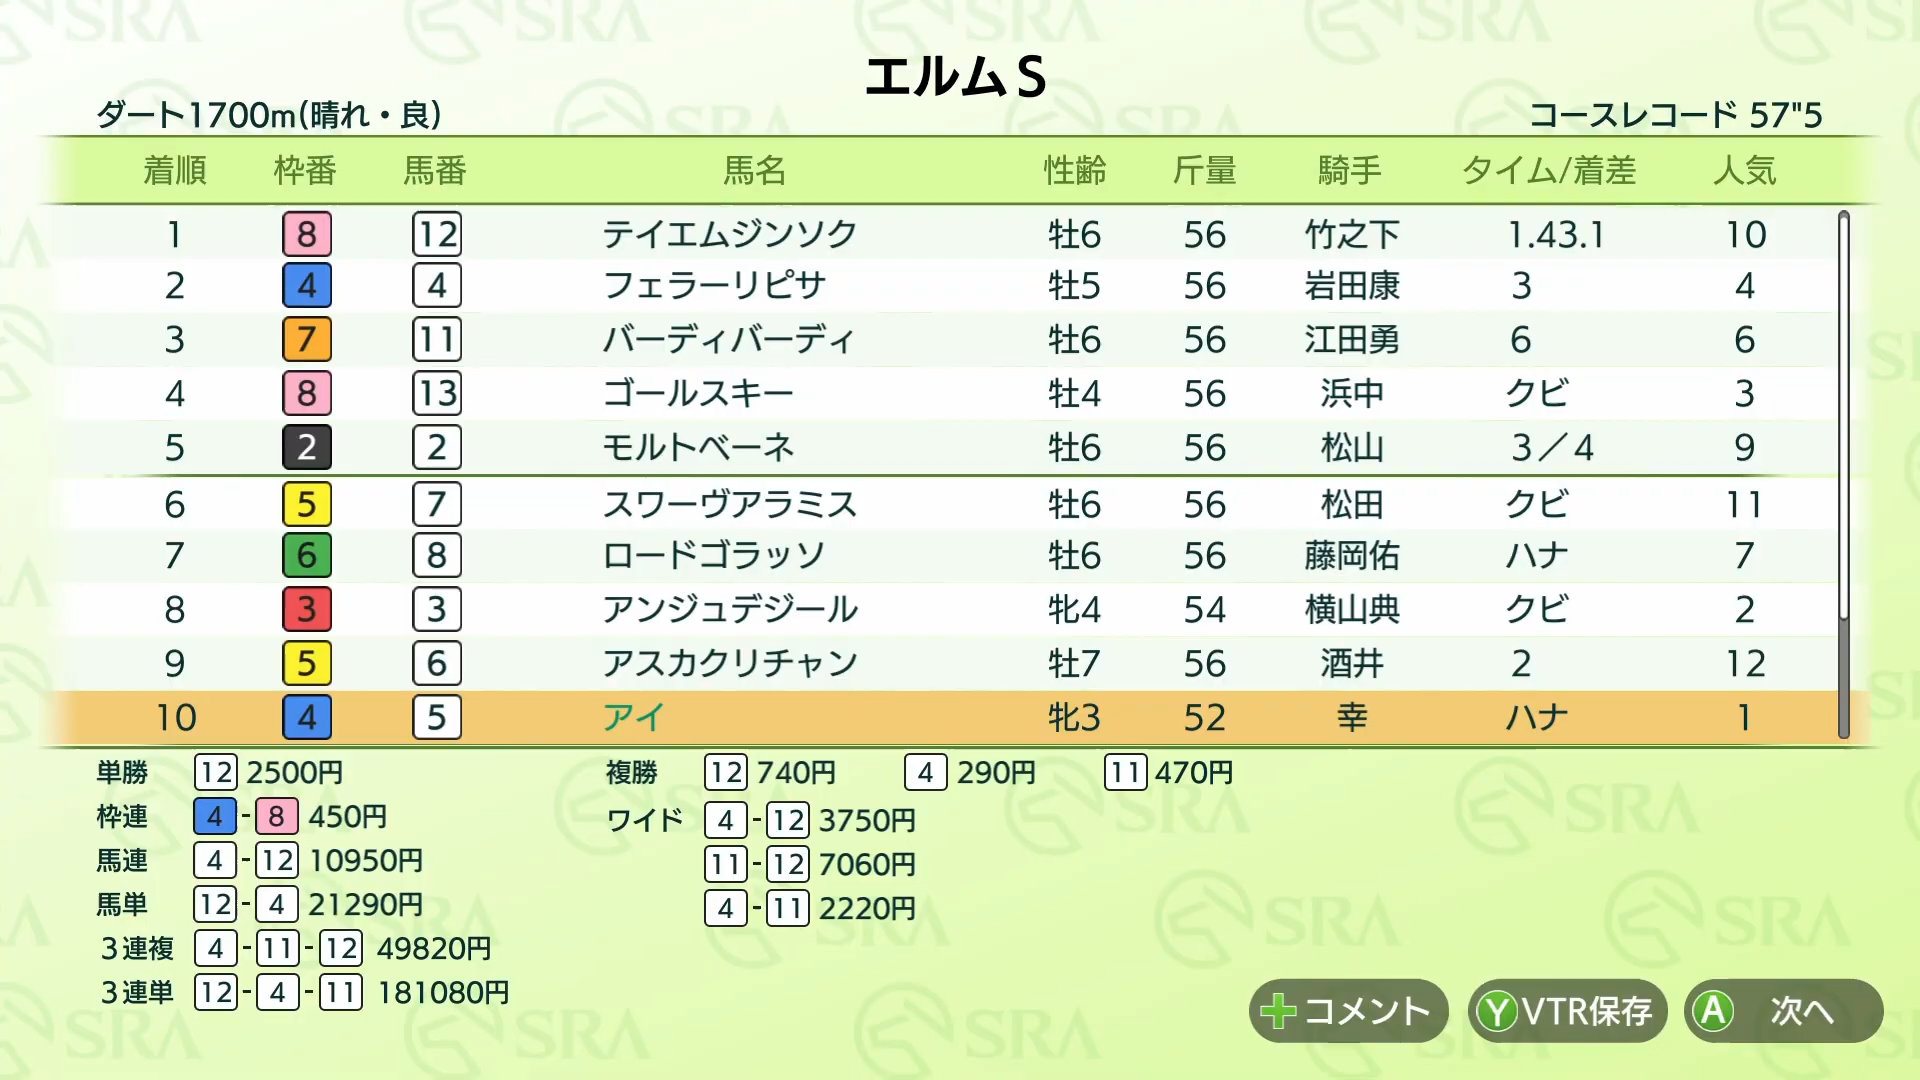 エルムS
ダート1700m(晴れ・良) コースレコード 57"5
着順 枠番 馬番 馬名 性齢 斤量 騎手 タイム/着差 人気
1 8 12 テイエムジンソク 牡6 56 竹之下 1.43.1 10
2 4 4 フェラーリピサ 牡5 56 岩田康 3 4
3 7 11 バーディバーディ 牡6 56 江田勇 6 6
4 8 13 ゴールスキー 牡4 56 浜中 クビ 3
5 2 2 モルトベーネ 牡6 56 松山 3／4 9
6 5 7 スワーヴアラミス 牡6 56 松田 クビ 11
7 6 8 ロードゴラッソ 牡6 56 藤岡佑 ハナ 7
8 3 3 アンジュデジール 牝4 54 横山典 クビ 2
9 5 6 アスカクリチャン 牡7 56 酒井 2 12
10 4 5 アイ 牝3 52 幸 ハナ 1
単勝 12 2500円 複勝 12 740円 4 290円 11 470円
枠連 4-8 450円 ワイド 4-12 3750円
馬連 4-12 10950円 11-12 7060円
馬単 12-4 21290円 4-11 2220円
3連複 4-11-12 49820円
3連単 12-4-11 181080円
コメント Y VTR保存 A 次へ
SRA